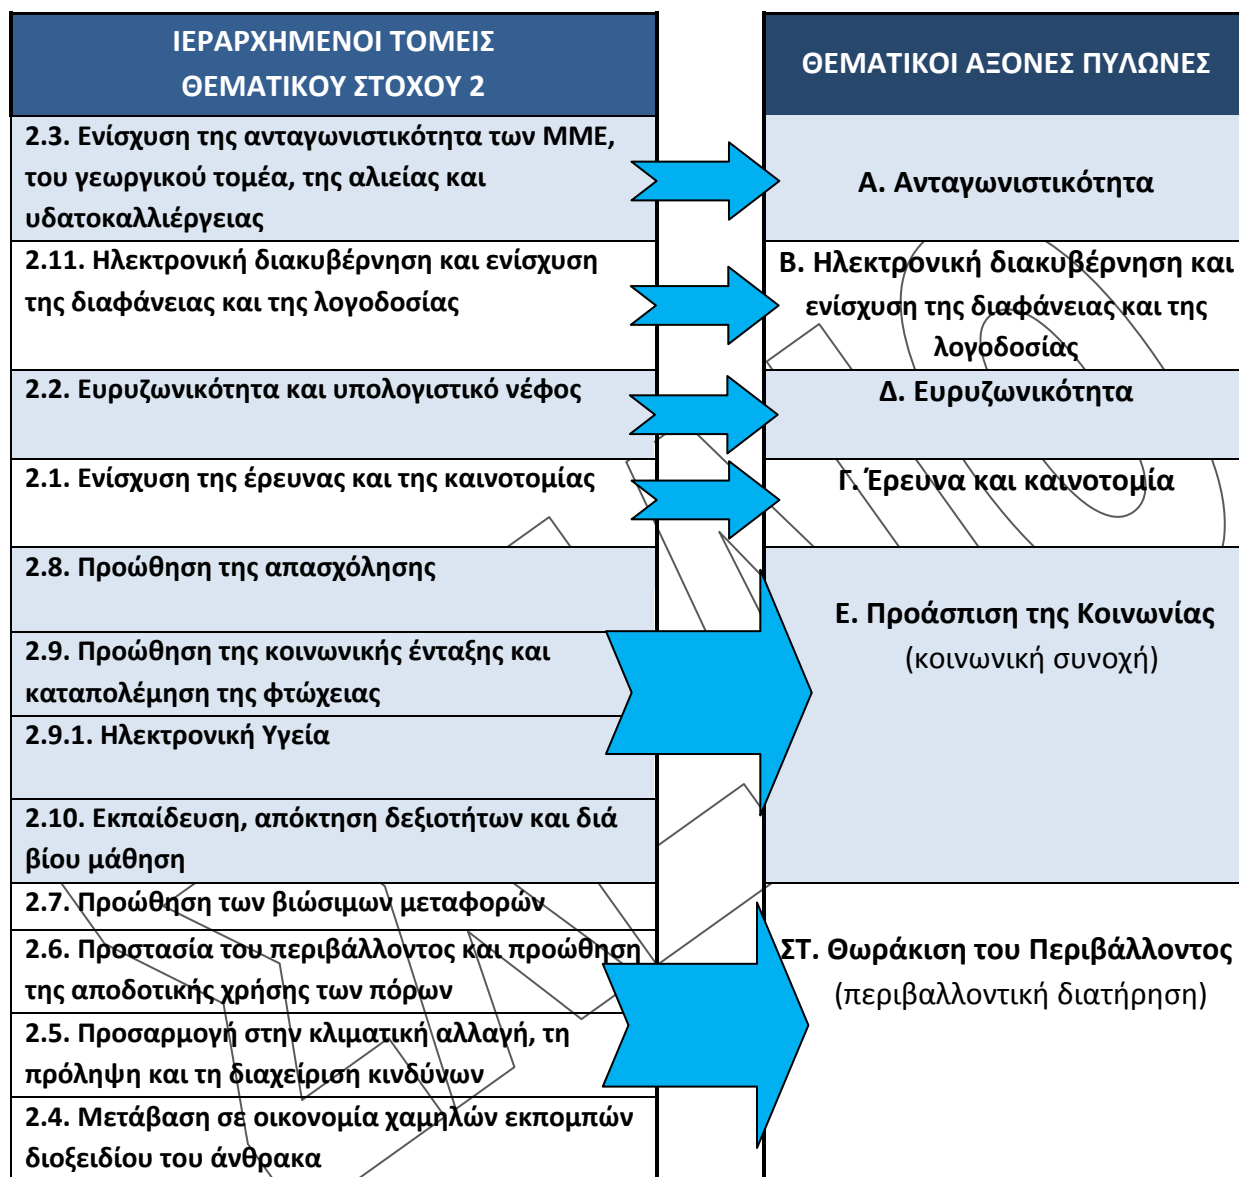 ΙΕΡΑΡΧΗΜΕΝΟΙ ΤΟΜΕΙΣ
ΘΕΜΑΤΙΚΟΥ ΣΤΟΧΟΥ 2
ΘΕΜΑΤΙΚΟΙ ΑΞΟΝΕΣ ΠΥΛΩΝΕΣ
2.3. Ενίσχυση της ανταγωνιστικότητα των ΜΜΕ,
του γεωργικού τομέα, της αλιείας και
υδατοκαλλιέργειας
Α. Ανταγωνιστικότητα
2.11. Ηλεκτρονική διακυβέρνηση και ενίσχυση
της διαφάνειας και της λογοδοσίας
Β. Ηλεκτρονική διακυβέρνηση και
ενίσχυση της διαφάνειας και της
λογοδοσίας
2.2. Ευρυζωνικότητα και υπολογιστικό νέφος
Δ. Ευρυζωνικότητα
2.1. Ενίσχυση της έρευνας και της καινοτομίας
Γ. Έρευνα και καινοτομία
2.8. Προώθηση της απασχόλησης
2.9. Προώθηση της κοινωνικής ένταξης και
καταπολέμηση της φτώχειας
2.9.1. Ηλεκτρονική Υγεία
2.10. Εκπαίδευση, απόκτηση δεξιοτήτων και διά
βίου μάθηση
Ε. Προάσπιση της Κοινωνίας
(κοινωνική συνοχή)
2.7. Προώθηση των βιώσιμων μεταφορών
2.6. Προστασία του περιβάλλοντος και προώθηση
της αποδοτικής χρήσης των πόρων
2.5. Προσαρμογή στην κλιματική αλλαγή, τη
πρόληψη και τη διαχείριση κινδύνων
2.4. Μετάβαση σε οικονομία χαμηλών εκπομπών
διοξειδίου του άνθρακα
ΣΤ. Θωράκιση του Περιβάλλοντος
(περιβαλλοντική διατήρηση)